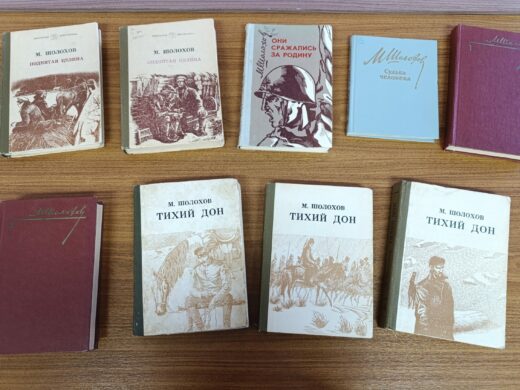 М. ШОЛОХОВ
ПОДНЯТАЯ ЦЕЛИНА
М. ШОЛОХОВ
ПОДНЯТАЯ ЦЕЛИНА
М. Шолохов
ОНИ
СРАЖАЛИСЬ
ЗА РОДИНУ
М. Шолохов
Судьба
человека
М. Шолохов
М. ШОЛОХОВ
ТИХИЙ ДОН
М. ШОЛОХОВ
ТИХИЙ ДОН
М. ШОЛОХОВ
ТИХИЙ ДОН